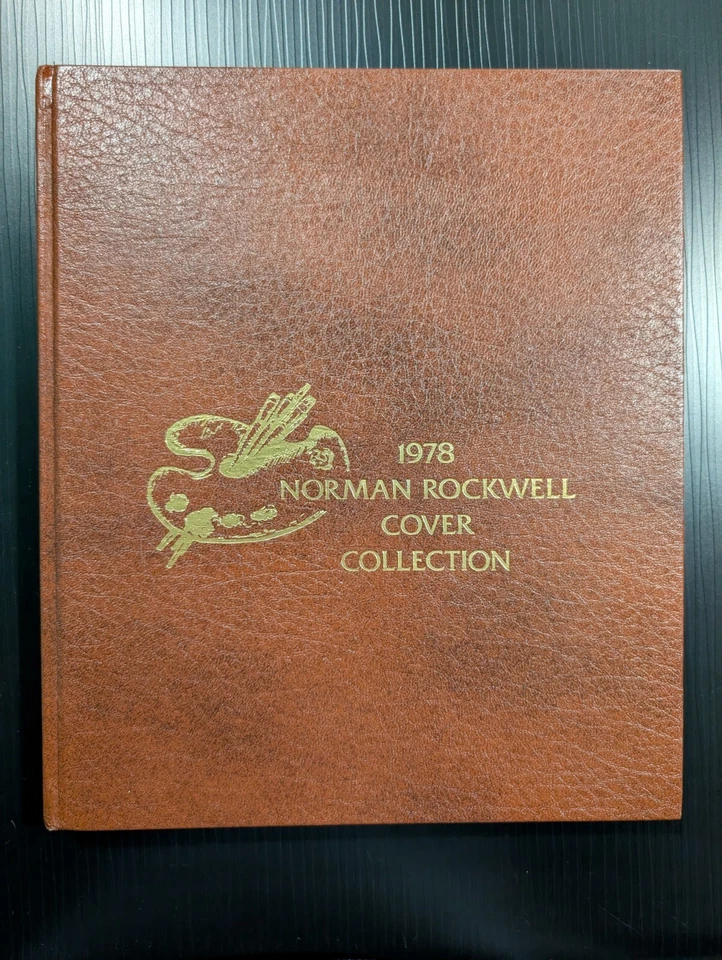 1978
NORMAN ROCKWELL
COVER
COLLECTION